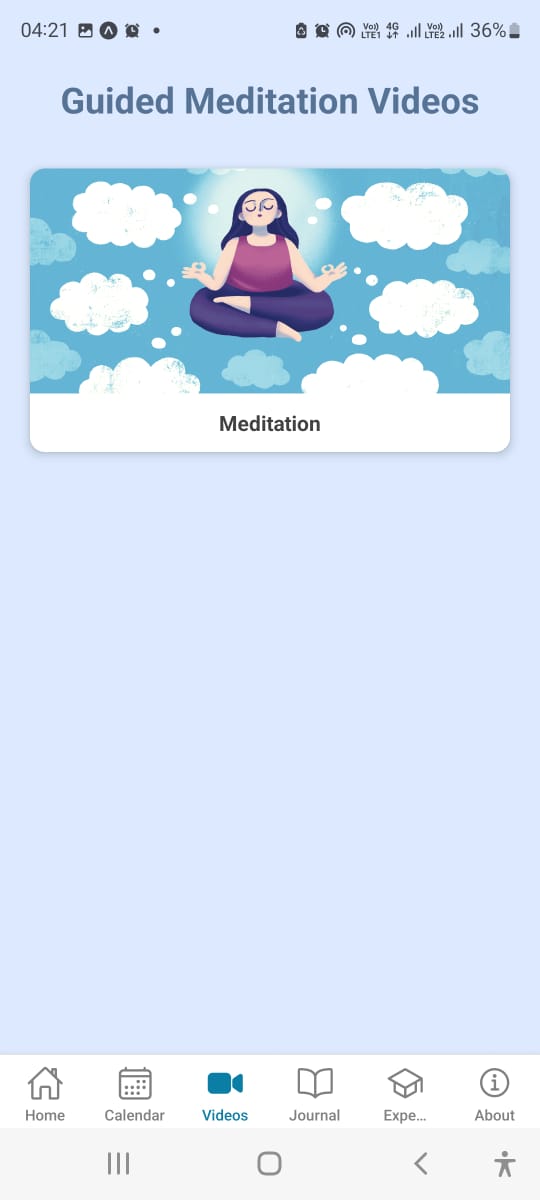 04:21 Vo)) LTE1 4G Vo)) LTE2 36%
Guided Meditation Videos
Meditation
Home Calendar Videos Journal Expe... About